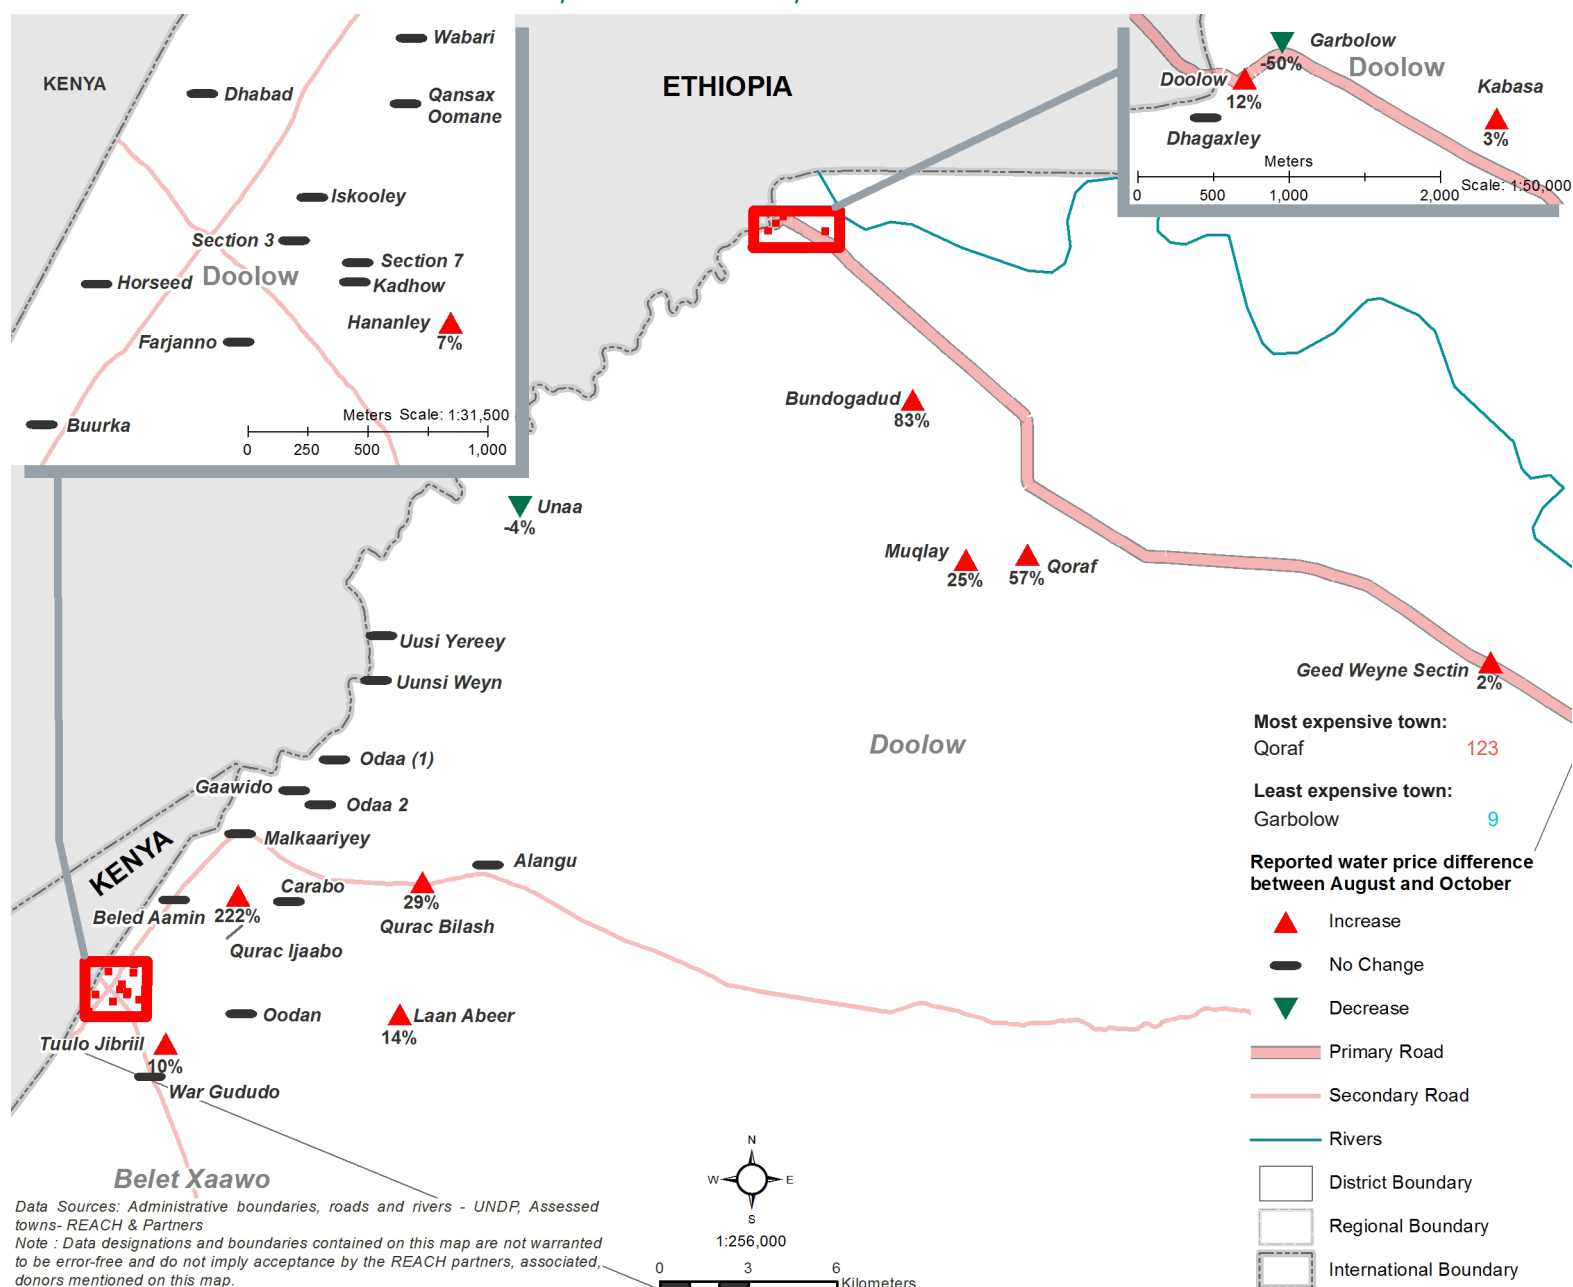 KENYA
Wabari
Dhabad
Qansax
Oomane
Iskooley
Section 3
Section 7
Horseed
Doolow
Kadhow
Hananley
7%
Farjanno
Buurka
Meters Scale: 1:31,500
0 250 500 1,000
ETHIOPIA
Garbolow
-50%
Doolow
Doolow
12%
Kabasa
3%
Dhagaxley
Meters
0 500 1,000 2,000
Scale: 1:50,000
Bundogadud
83%
Unaa
-4%
Muqlay
25%
57%
Qoraf
Uusi Yereey
Uunsi Weyn
Geed Weyne Sectin
2%
Doolow
Odaa (1)
Gaawido
Odaa 2
Malkaariyey
KENYA
Alangu
Carabo
Beled Aamin
222%
29%
Qurac Bilash
Qurac Ijaabo
Oodan
Laan Abeer
14%
Tuulo Jibriil
10%
War Gududo
Belet Xaawo
Most expensive town:
Qoraf 123
Least expensive town:
Garbolow 9
Reported water price difference
between August and October
Increase
No Change
Decrease
Primary Road
Secondary Road
Rivers
District Boundary
Regional Boundary
International Boundary
Data Sources: Administrative boundaries, roads and rivers - UNDP, Assessed
towns- REACH & Partners
Note : Data designations and boundaries contained on this map are not warranted
to be error-free and do not imply acceptance by the REACH partners, associated,
donors mentioned on this map.
N
W E
S
1:256,000
0 3 6
Kilometers